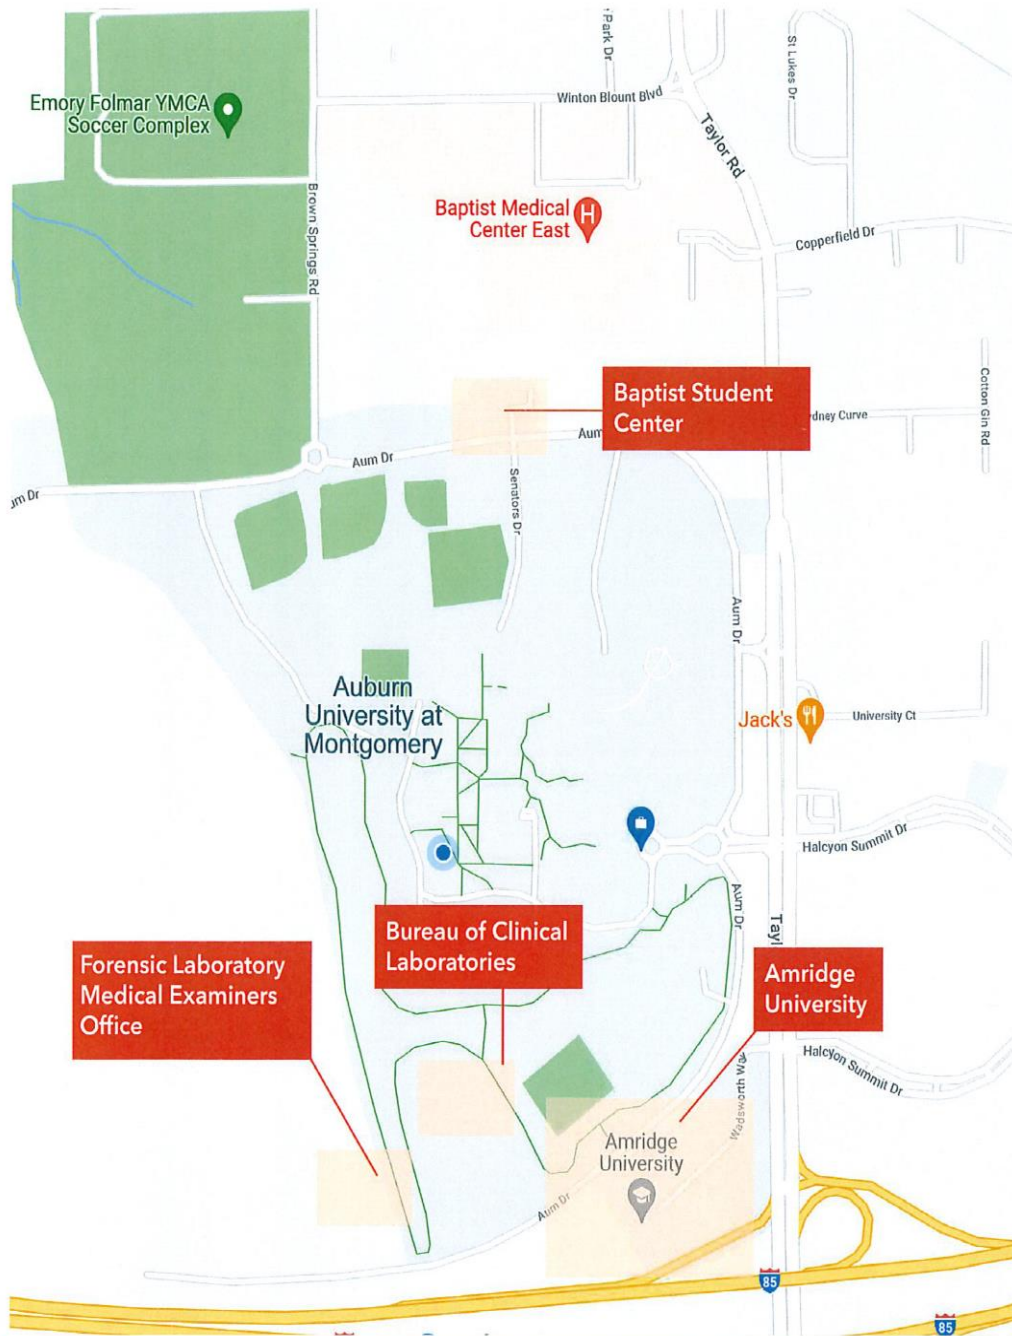 Park Dr
St Lukes Dr
Emory Folmar YMCA
Soccer Complex
Winton Blount Blvd
Taylor Rd
Brown Springs Rd
Baptist Medical
Center East
H
Copperfield Dr
Cotton Gin Rd
Baptist Student
Center
dney Curve
Aum
Aum Dr
um Dr
Senators Dr
Aum Dr
Auburn
University at
Montgomery
Jack's
University Ct
Halcyon Summit Dr
Aum Dr
Tayl
Bureau of Clinical
Laboratories
Forensic Laboratory
Medical Examiners
Office
Amridge
University
Halcyon Summit Dr
Amridge
University
Aum Dr
85
85